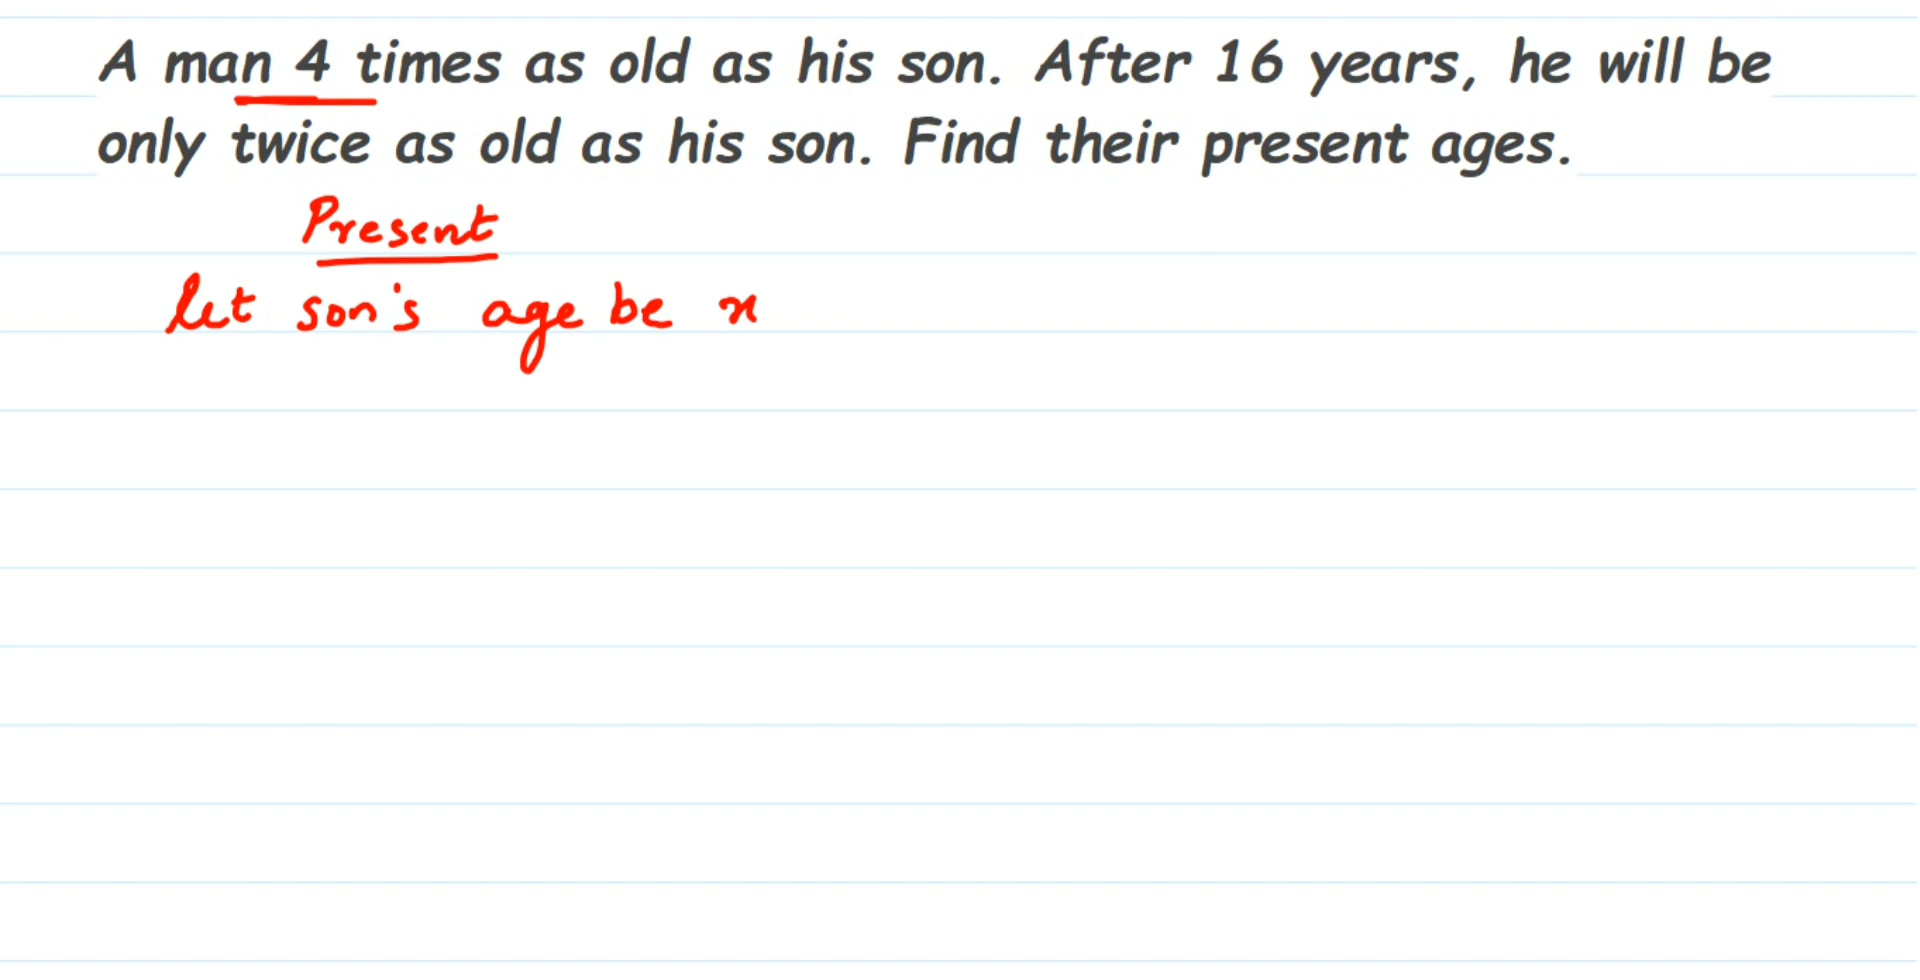 A man 4 times as old as his son. After 16 years, he will be
only twice as old as his son. Find their present ages.
Present
let son's age be x